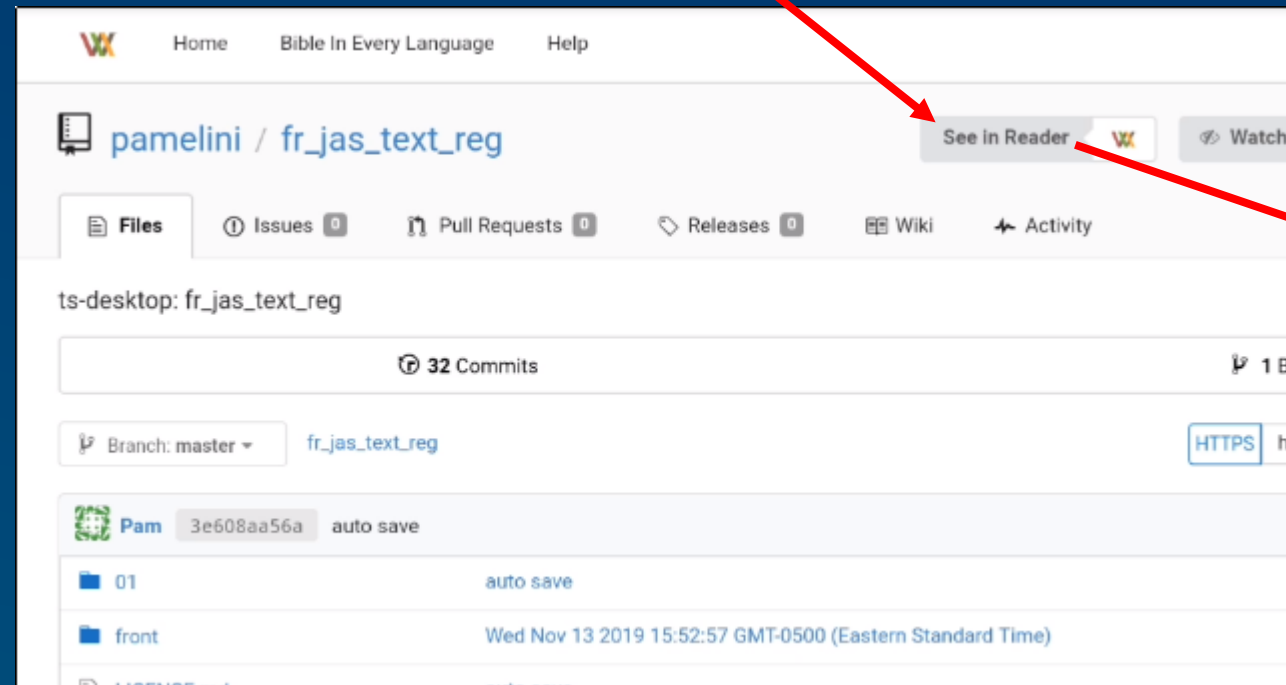 Home Bible In Every Language Help
pamelini / fr_jas_text_reg See in Reader Watch
Files Issues 0 Pull Requests 0 Releases 0 Wiki Activity
ts-desktop: fr_jas_text_reg
32 Commits 1
Branch: master fr_jas_text_reg HTTPS
Pam 3e608aa56a auto save
01 auto save
front Wed Nov 13 2019 15:52:57 GMT-0500 (Eastern Standard Time)